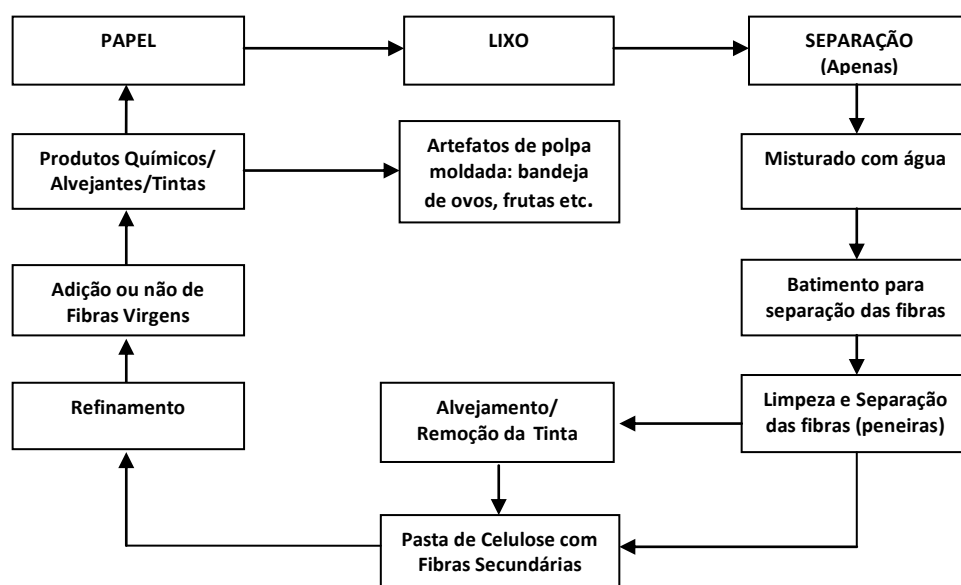 PAPEL
LIXO
SEPARAÇÃO
(Apenas)
Produtos Químicos/
Alvejantes/Tintas
Artefatos de polpa
moldada: bandeja
de ovos, frutas etc.
Misturado com água
Adição ou não de
Fibras Virgens
Batimento para
separação das fibras
Refinamento
Alvejamento/
Remoção da Tinta
Limpeza e Separação
das fibras (peneiras)
Pasta de Celulose com
Fibras Secundárias